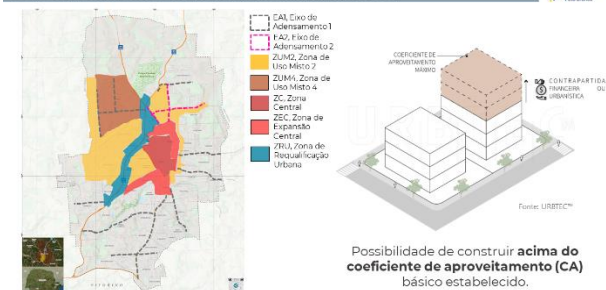 EA1, Eixo de
Adensamento 1
EA2, Eixo de
Adensamento 2
ZUM2, Zona de
Uso Misto 2
ZUM4, Zona de
Uso Misto 4
ZC, Zona
Central
ZEC, Zona de
Expansão
Central
ZRU, Zona de
Requalificação
Urbana
COEFICIENTE DE
APROVEITAMENTO
MÁXIMO
CONTRAPARTIDA
FINANCEIRA OU
URBANÍSTICA
Fonte: URBTEC™
Possibilidade de construir acima do
coeficiente de aproveitamento (CA)
básico estabelecido.